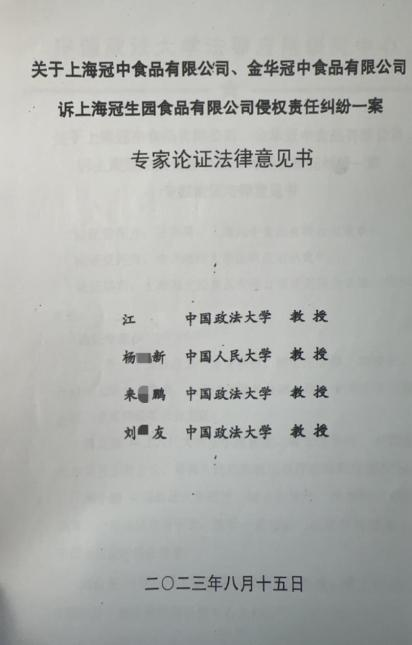 关于上海冠中食品有限公司、金华冠中食品有限公司
诉上海冠生园食品有限公司侵权责任纠纷一案
专家论证法律意见书
江 中国政法大学 教授
杨 新 中国人民大学 教授
来 鹏 中国政法大学 教授
刘 友 中国政法大学 教授
二〇二三年八月十五日